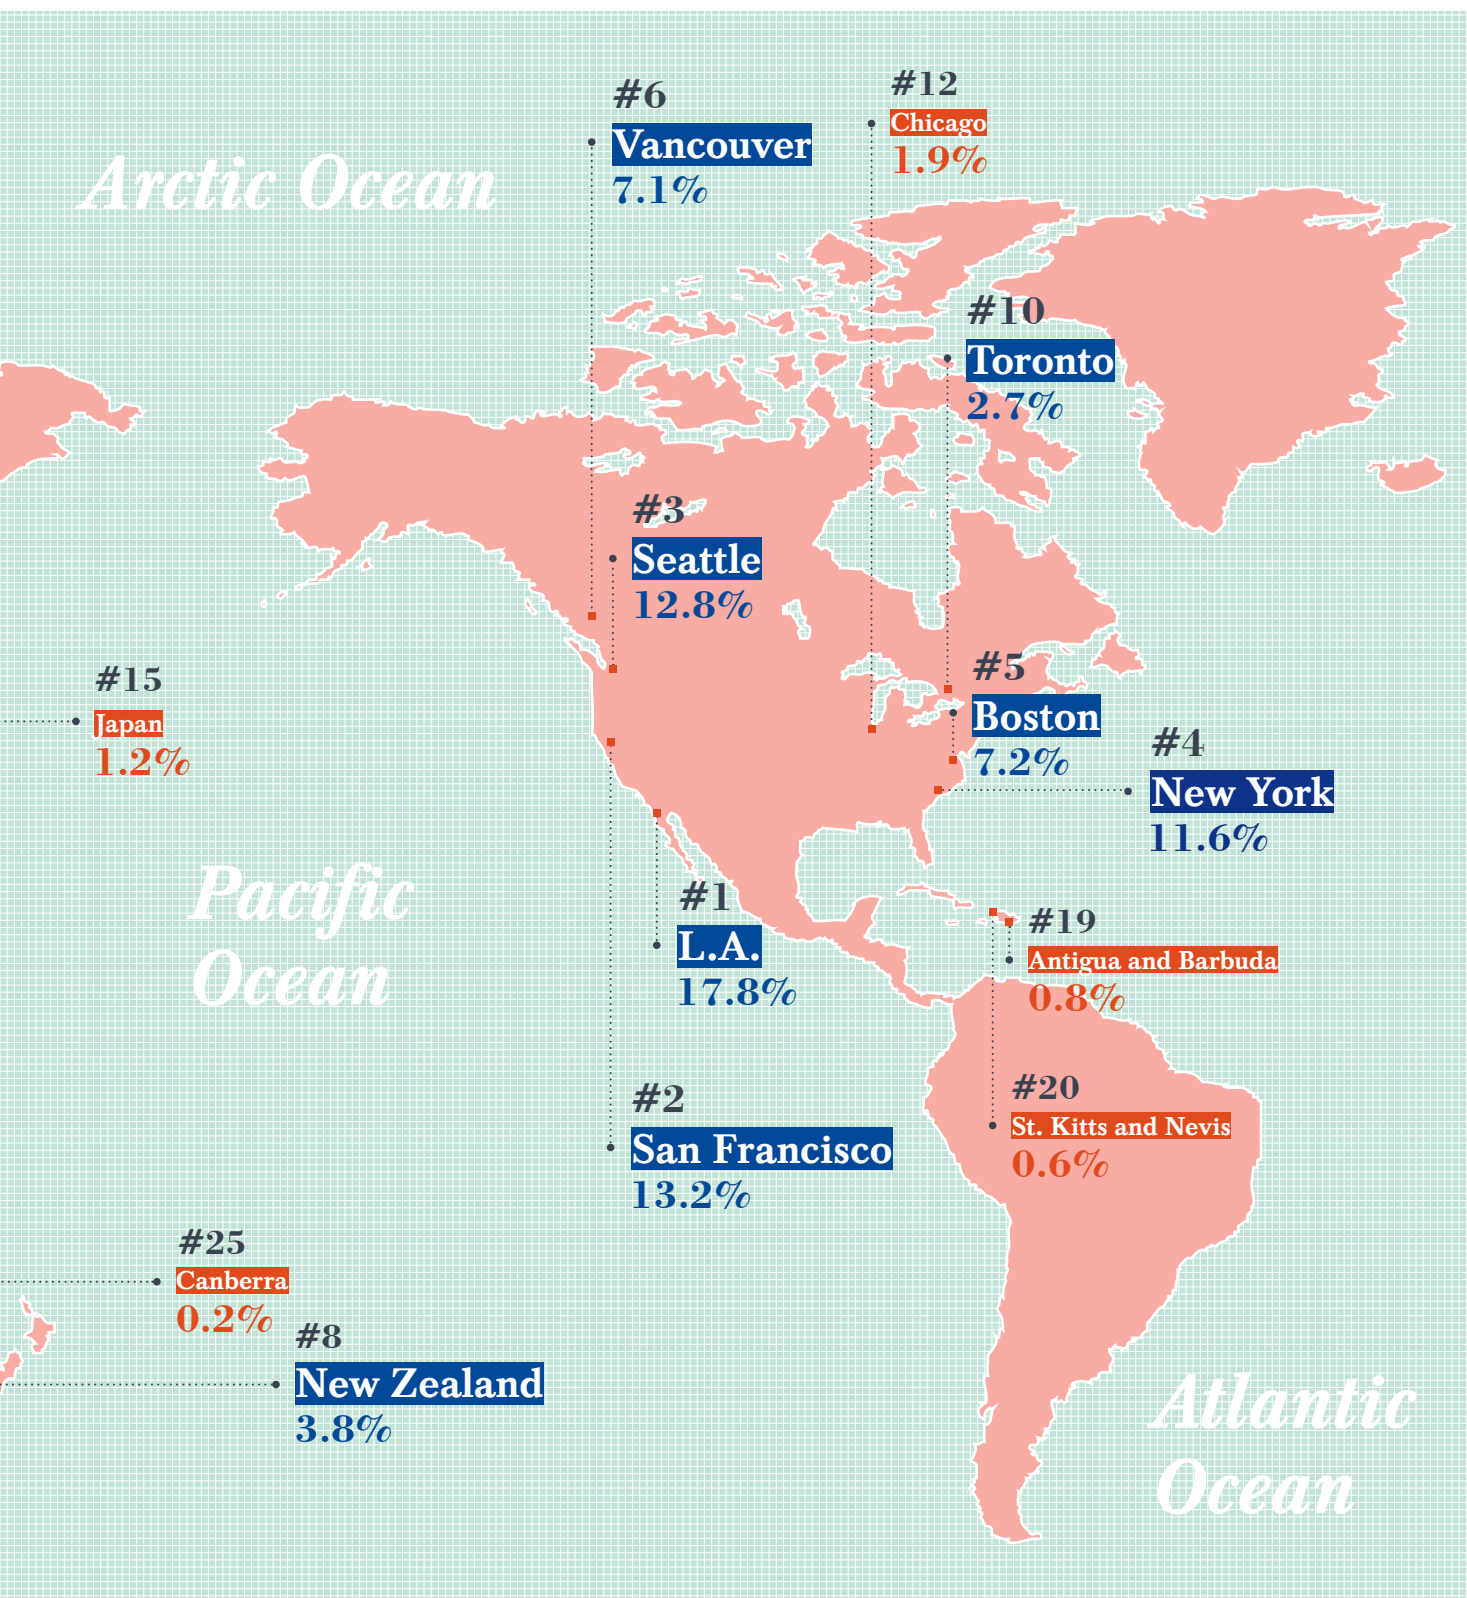 #6
Vancouver
7.1%
#12
Chicago
1.9%
Arctic Ocean
#10
Toronto
2.7%
#3
Seattle
12.8%
#15
Japan
1.2%
#5
Boston
7.2%
#4
New York
11.6%
Pacific
Ocean
#1
L.A.
17.8%
#19
Antigua and Barbuda
0.8%
#20
St. Kitts and Nevis
0.6%
#2
San Francisco
13.2%
#25
Canberra
0.2%
#8
New Zealand
3.8%
Atlantic
Ocean